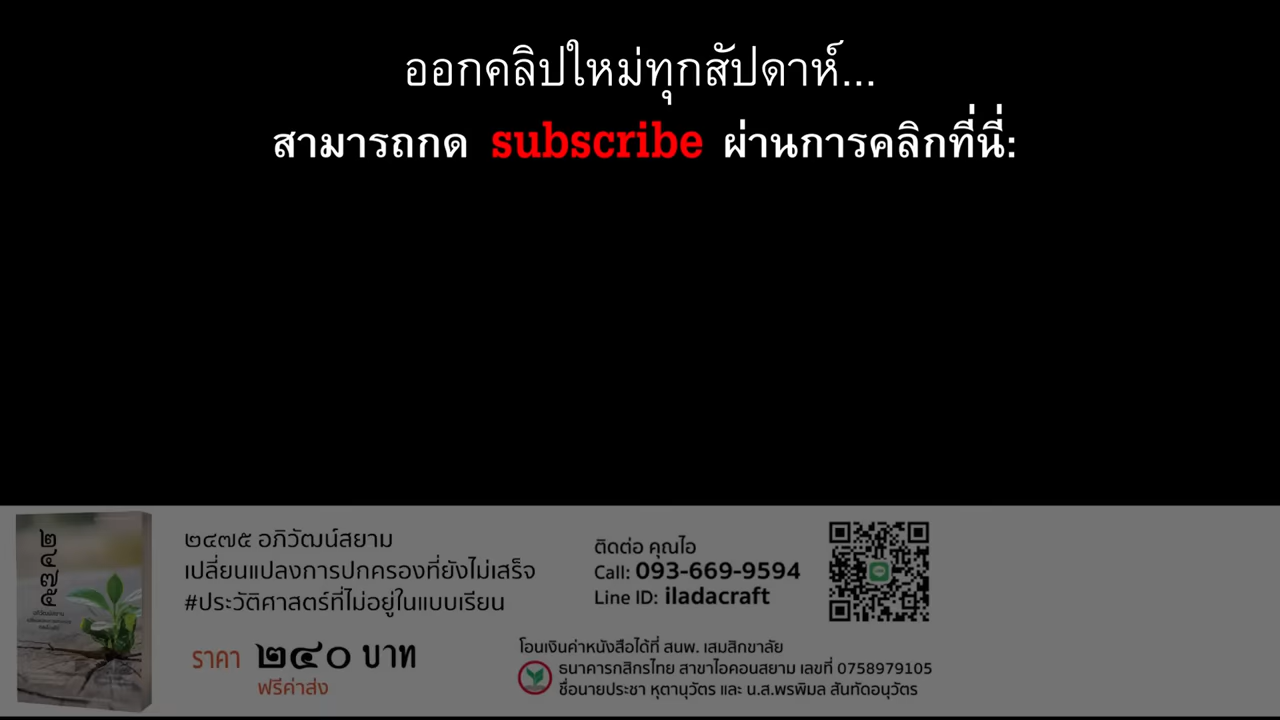 ออกคลิปใหม่ทุกสัปดาห์...
สามารถกด subscribe ผ่านการคลิกที่นี่:
๒๔๗๕
๒๔๗๕ อภิวัฒน์สยาม
เปลี่ยนแปลงการปกครองที่ยังไม่เสร็จ
#ประวัติศาสตร์ที่ไม่อยู่ในแบบเรียน
ราคา ๒๔๐ บาท
ฟรีค่าส่ง
ติดต่อ คุณไอ
Call: 093-669-9594
Line ID: iladacraft
โอนเงินค่าหนังสือได้ที่ สนพ. เสมสิกขาลัย
ธนาคารกสิกรไทย สาขาไอคอนสยาม เลขที่ 0758979105
ชื่อนายประชา หุตานุวัตร และ น.ส.พรพิมล สันทัดอนุวัตร